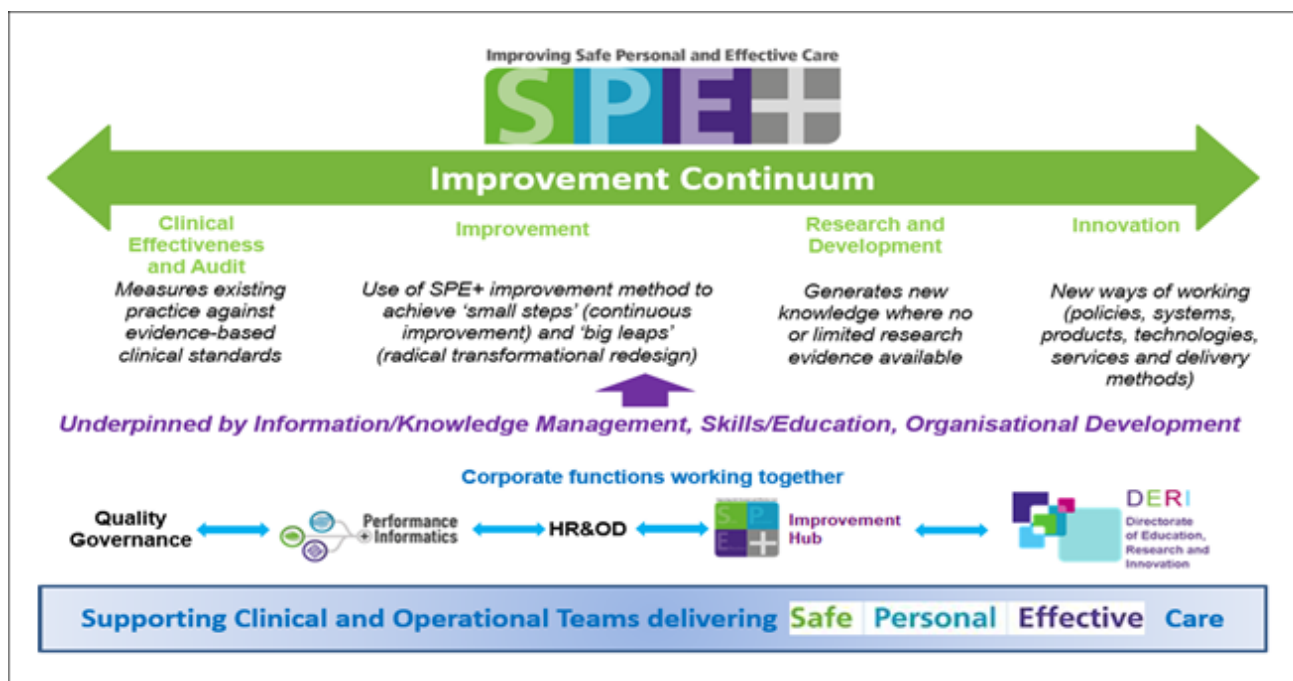 Improving Safe Personal and Effective Care
SPE+
Improvement Continuum
Clinical
Effectiveness
and Audit
Measures existing
practice against
evidence-based
clinical standards
Improvement
Use of SPE+ improvement method to
achieve ‘small steps’ (continuous
improvement) and ‘big leaps’
(radical transformational redesign)
Research and
Development
Generates new
knowledge where no
or limited research
evidence available
Innovation
New ways of working
(policies, systems,
products, technologies,
services and delivery
methods)
Underpinned by Information/Knowledge Management, Skills/Education, Organisational Development
Corporate functions working together
Quality
Governance
Performance
+ Informatics
HR&OD
SP
E+
Improvement
Hub
DERI
Directorate
of Education,
Research and
Innovation
Supporting Clinical and Operational Teams delivering Safe Personal Effective Care